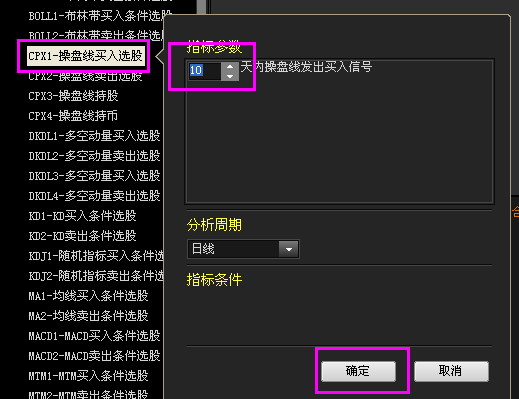 BOLL1-布林带买入条件选股
BOLL2-布林带卖出条件选股
CPX1-操盘线买入选股
CPX2-操盘线卖出选股
CPX3-操盘线持股
CPX4-操盘线持币
DKDL1-多空动量买入选股
DKDL2-多空动量卖出选股
DKDL3-多空动量买入选股
DKDL4-多空动量卖出选股
KD1-KD买入条件选股
KD2-KD卖出条件选股
KDJ1-随机指标买入条件选
KDJ2-随机指标卖出条件选
MA1-均线买入条件选股
MA2-均线卖出条件选股
MACD1-MACD买入条件选股
MACD2-MACD卖出条件选股
MTM1-MTM买入条件选股
MTM2-MTM卖出条件选股
指标参数
10 天内操盘线发出买入信号
分析周期
日线
指标条件
确定 取消